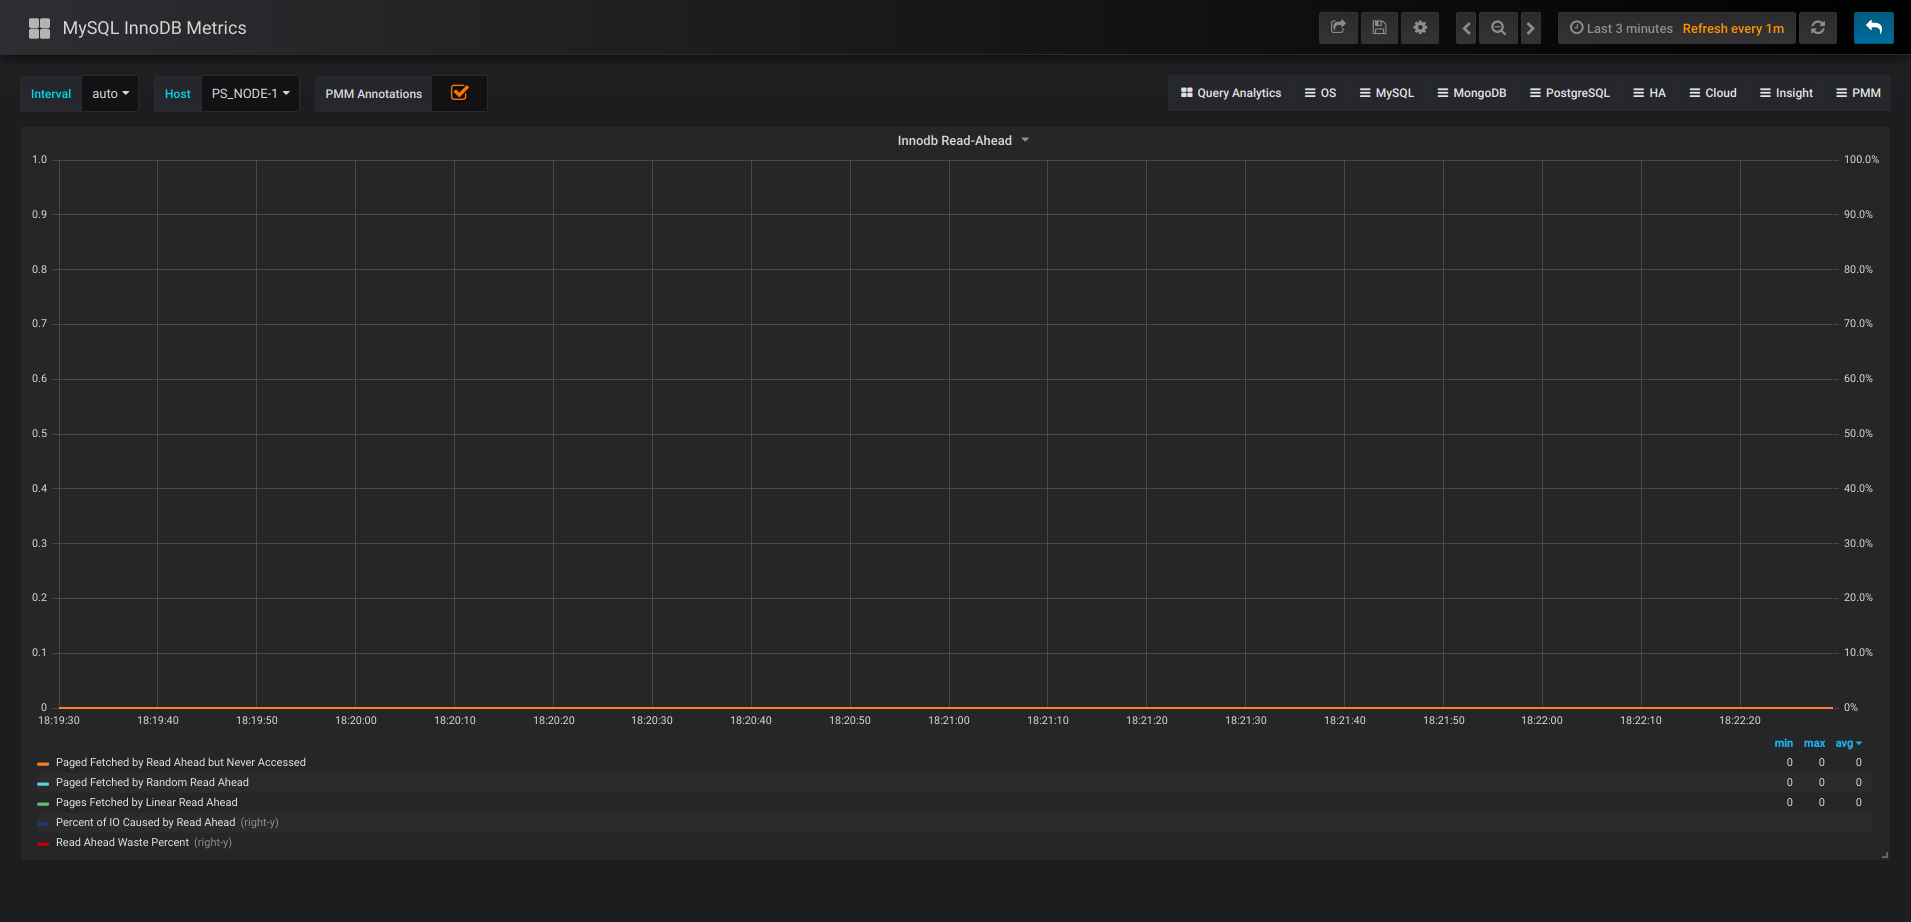 MySQL InnoDB Metrics
Last 3 minutes Refresh every 1m
Interval auto Host PS_NODE-1 PMM Annotations
Query Analytics OS MySQL MongoDB PostgreSQL HA Cloud Insight PMM
Innodb Read-Ahead
1.0 100.0%
0.9 90.0%
0.8 80.0%
0.7 70.0%
0.6 60.0%
0.5 50.0%
0.4 40.0%
0.3 30.0%
0.2 20.0%
0.1 10.0%
0 0%
18:19:30 18:19:40 18:19:50 18:20:00 18:20:10 18:20:20 18:20:30 18:20:40 18:20:50 18:21:00 18:21:10 18:21:20 18:21:30 18:21:40 18:21:50 18:22:00 18:22:10 18:22:20
min max avg
Paged Fetched by Read Ahead but Never Accessed 0 0 0
Paged Fetched by Random Read Ahead 0 0 0
Pages Fetched by Linear Read Ahead 0 0 0
Percent of IO Caused by Read Ahead (right-y)
Read Ahead Waste Percent (right-y)